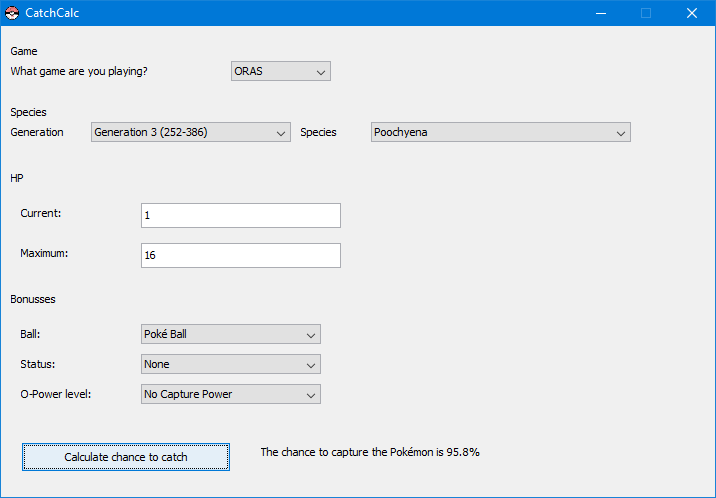 CatchCalc
Game
What game are you playing? ORAS
Species
Generation Generation 3 (252-386) Species Poochyena
HP
Current: 1
Maximum: 16
Bonusses
Ball: Poké Ball
Status: None
O-Power level: No Capture Power
Calculate chance to catch The chance to capture the Pokémon is 95.8%